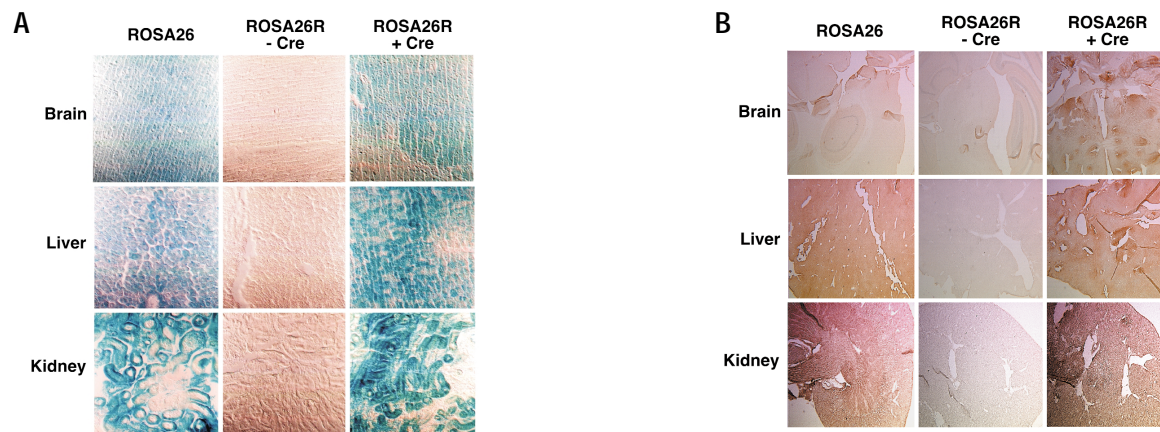 A
ROSA26
ROSA26R
- Cre
ROSA26R
+ Cre
Brain
Liver
Kidney
B
ROSA26
ROSA26R
- Cre
ROSA26R
+ Cre
Brain
Liver
Kidney